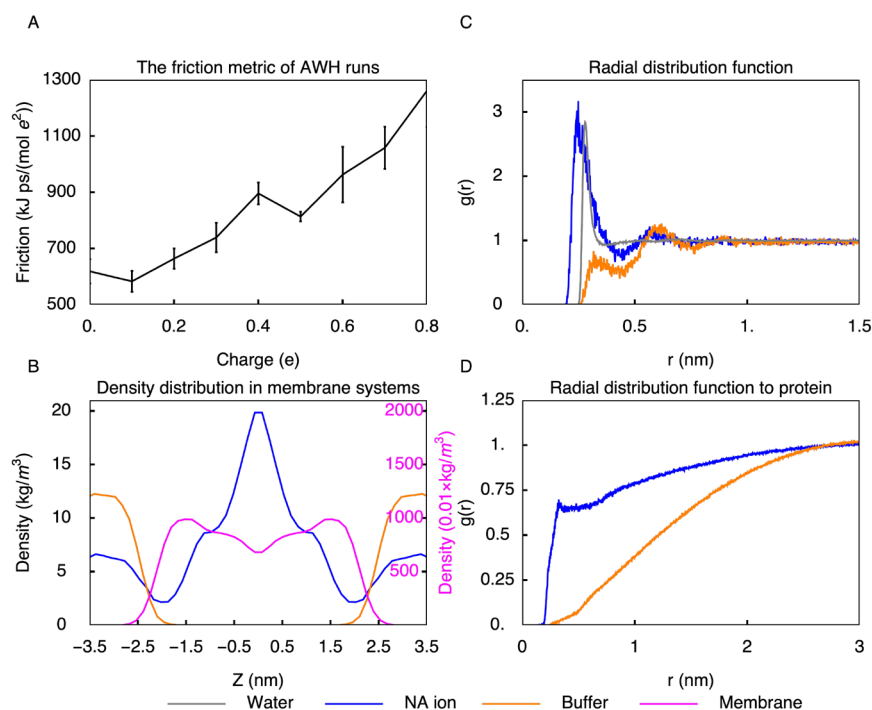 A
The friction metric of AWH runs
1300
1100
900
700
500
Friction (kJ ps/(mol e²))
0. 0.2 0.4 0.6 0.8
Charge (e)
C
Radial distribution function
3
2
1
0
g(r)
0. 0.5 1. 1.5
r (nm)
B
Density distribution in membrane systems
20
15
10
5
0
Density (kg/m³)
2000
1500
1000
500
Density (0.01×kg/m³)
-3.5 -2.5 -1.5 -0.5 0.5 1.5 2.5 3.5
Z (nm)
D
Radial distribution function to protein
1.25
1
0.75
0.5
0.25
0
g(r)
0 1 2 3
r (nm)
Water NA ion Buffer Membrane